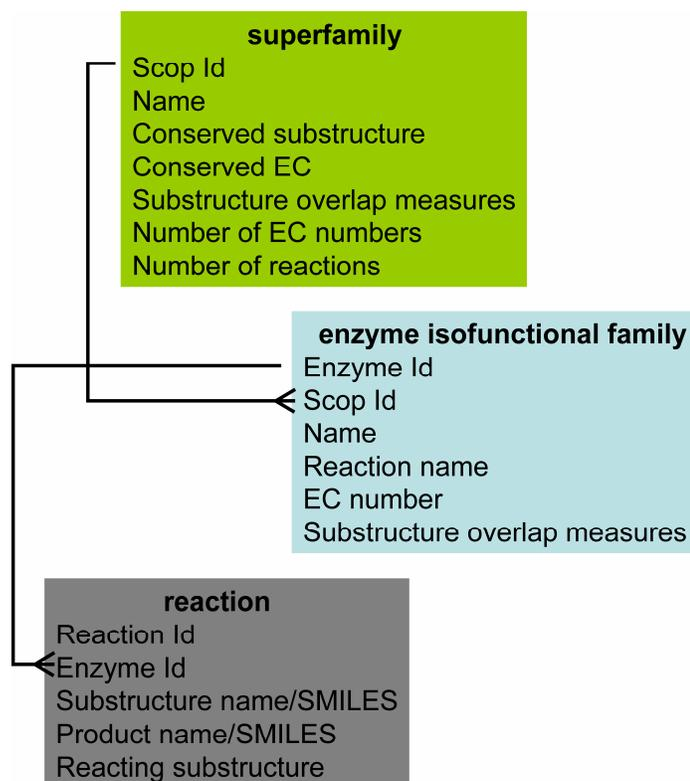 superfamily
Scop Id
Name
Conserved substructure
Conserved EC
Substructure overlap measures
Number of EC numbers
Number of reactions
enzyme isofunctional family
Enzyme Id
Scop Id
Name
Reaction name
EC number
Substructure overlap measures
reaction
Reaction Id
Enzyme Id
Substructure name/SMILES
Product name/SMILES
Reacting substructure